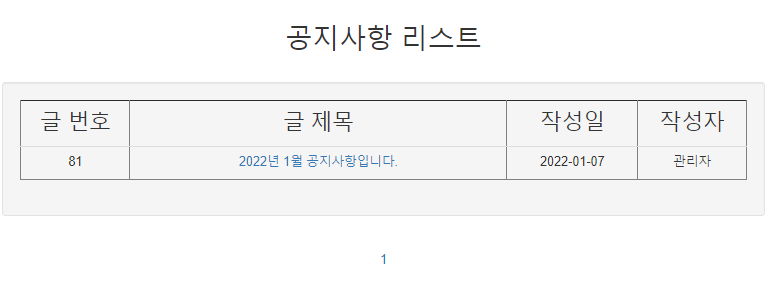 공지사항 리스트
글 번호 글 제목 작성일 작성자
81 2022년 1월 공지사항입니다. 2022-01-07 관리자
1